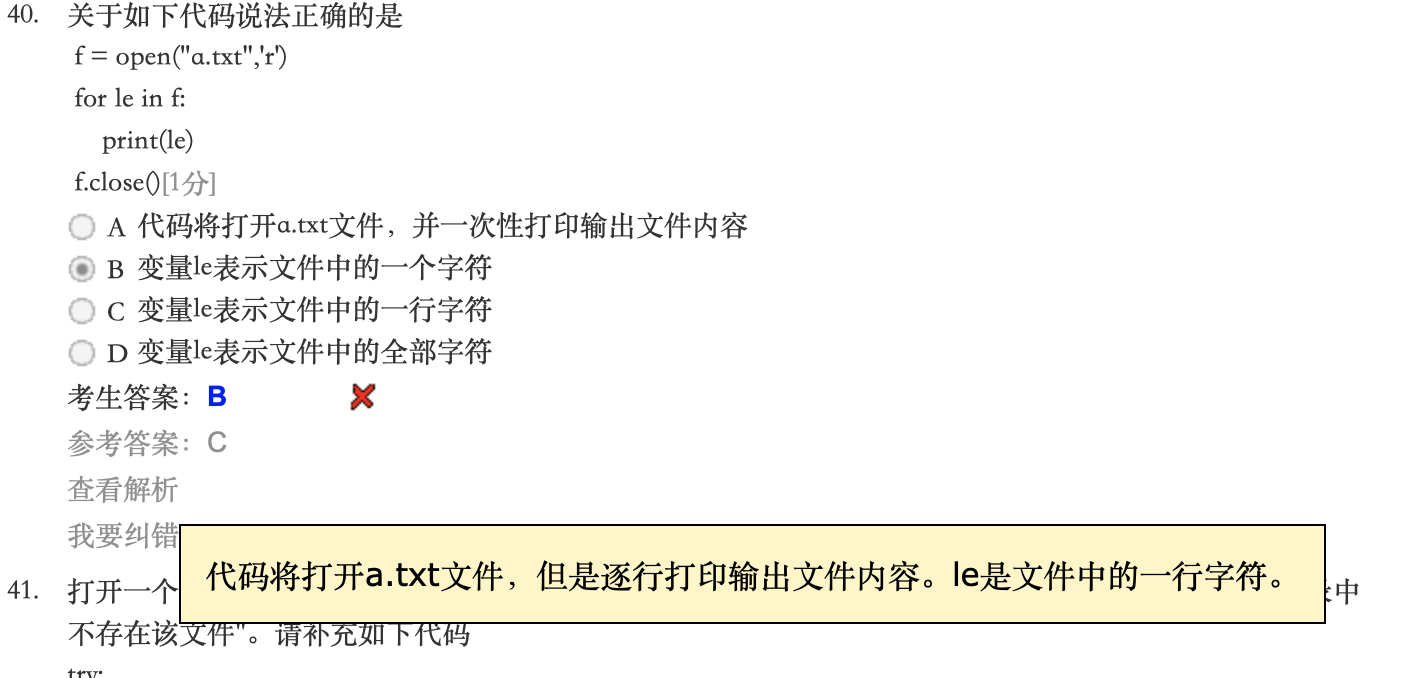 40. 关于如下代码说法正确的是
f = open("a.txt",'r')
for le in f:
print(le)
f.close()[1分]
A 代码将打开a.txt文件，并一次性打印输出文件内容
B 变量le表示文件中的一个字符
C 变量le表示文件中的一行字符
D 变量le表示文件中的全部字符
考生答案：B
参考答案：C
查看解析
我要纠错
代码将打开a.txt文件，但是逐行打印输出文件内容。le是文件中的一行字符。
41. 打开一个 中
不存在该文件"。请补充如下代码
try: